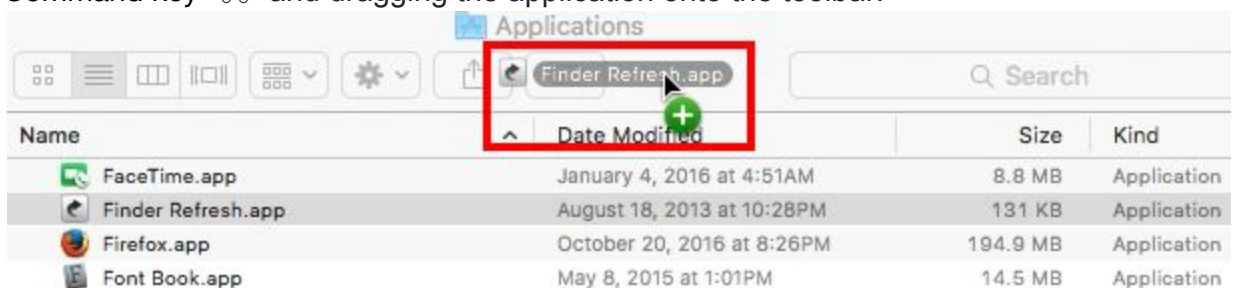 Command key ⌘ and dragging the application onto the toolbar.
Applications
Finder Refresh.app
Search
Name Date Modified Size Kind
FaceTime.app January 4, 2016 at 4:51AM 8.8 MB Application
Finder Refresh.app August 18, 2013 at 10:28PM 131 KB Application
Firefox.app October 20, 2016 at 8:26PM 194.9 MB Application
Font Book.app May 8, 2015 at 1:01PM 14.5 MB Application